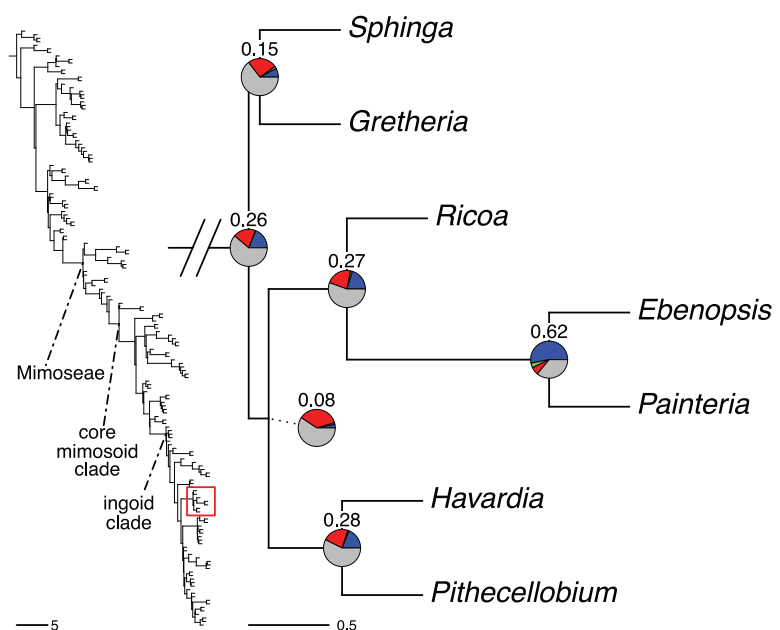 Sphinga
0.15
Gretheria
0.26
Ricoa
0.27
Ebenopsis
0.62
Painteria
0.08
Havardia
0.28
Pithecellobium
Mimoseae
core
mimosoid
clade
ingoid
clade
5
0.5